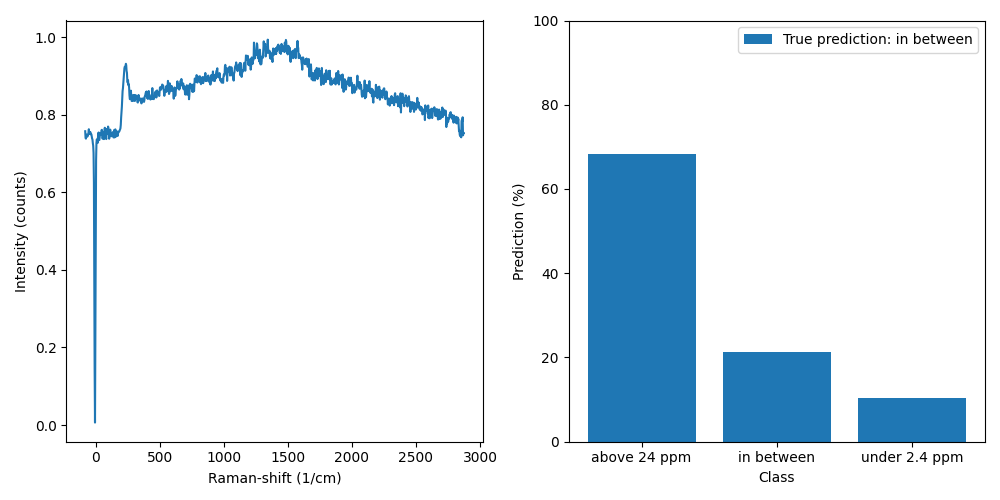 1.0
0.8
0.6
0.4
0.2
0.0
0
500
1000
1500
2000
2500
3000
Raman-shift (1/cm)
Intensity (counts)
100
80
60
40
20
0
above 24 ppm
in between
under 2.4 ppm
Class
Prediction (%)
True prediction: in between